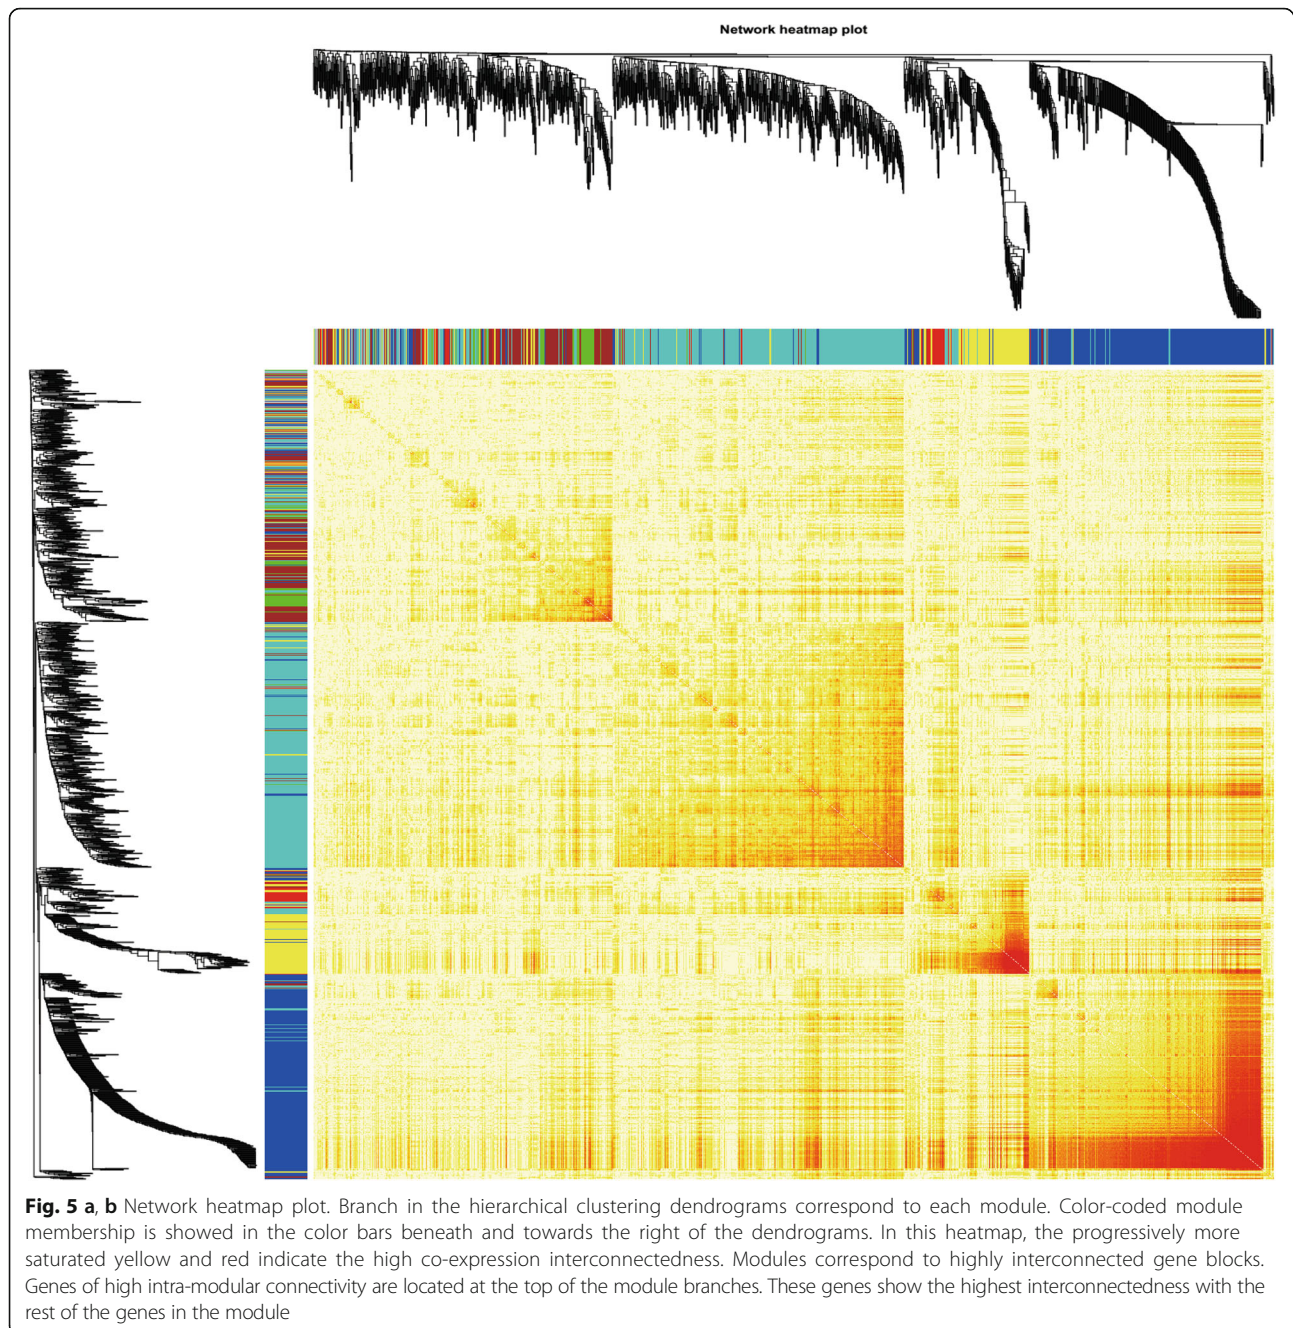 Network heatmap plot
Fig. 5 a, b Network heatmap plot. Branch in the hierarchical clustering dendrograms correspond to each module. Color-coded module
membership is showed in the color bars beneath and towards the right of the dendrograms. In this heatmap, the progressively more
saturated yellow and red indicate the high co-expression interconnectedness. Modules correspond to highly interconnected gene blocks.
Genes of high intra-modular connectivity are located at the top of the module branches. These genes show the highest interconnectedness with the
rest of the genes in the module